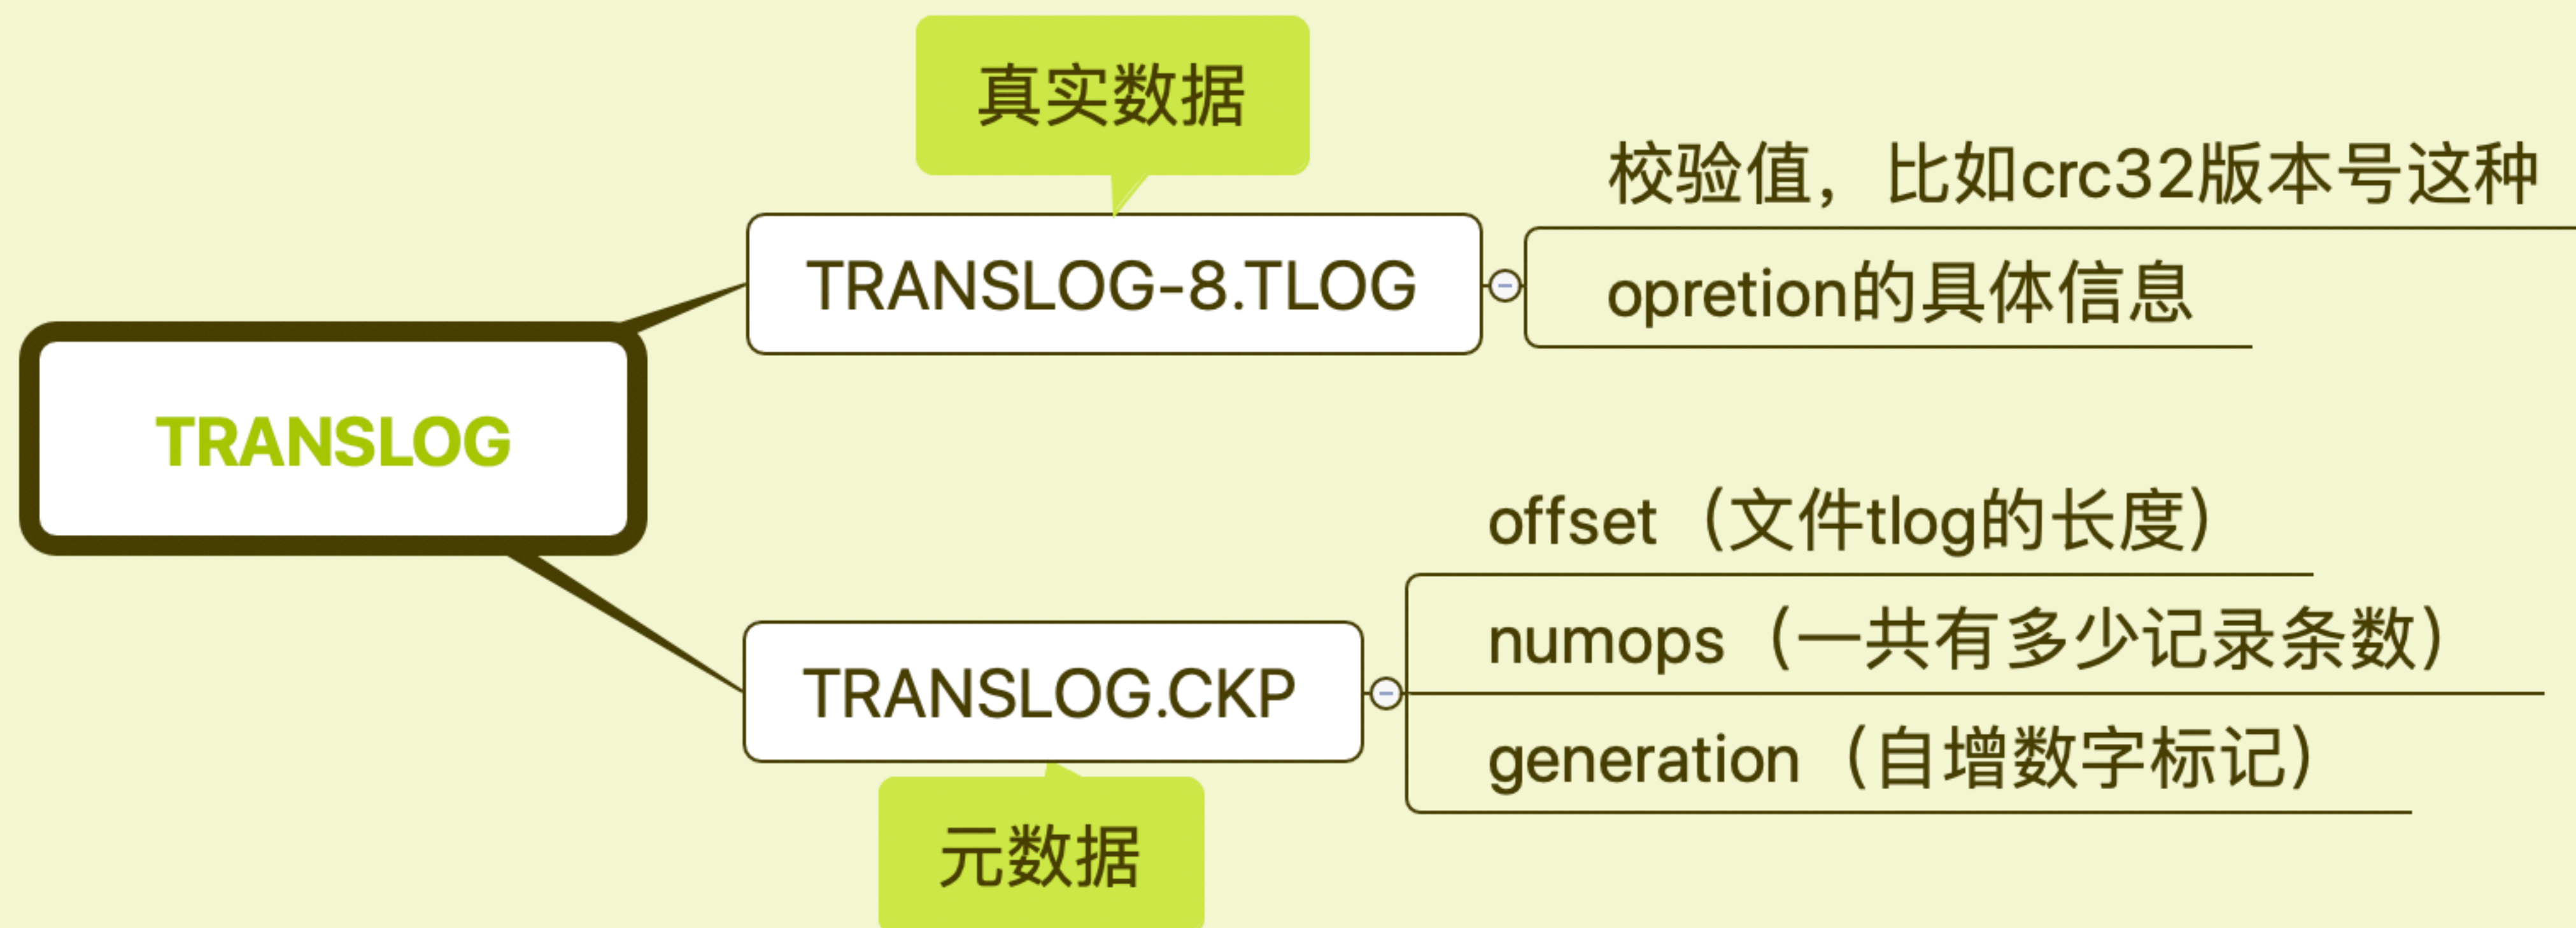 真实数据
校验值，比如crc32版本号这种
TRANSLOG-8.TLOG
opretion的具体信息
TRANSLOG
offset（文件tlog的长度）
numops（一共有多少记录条数）
TRANSLOG.CKP
generation（自增数字标记）
元数据